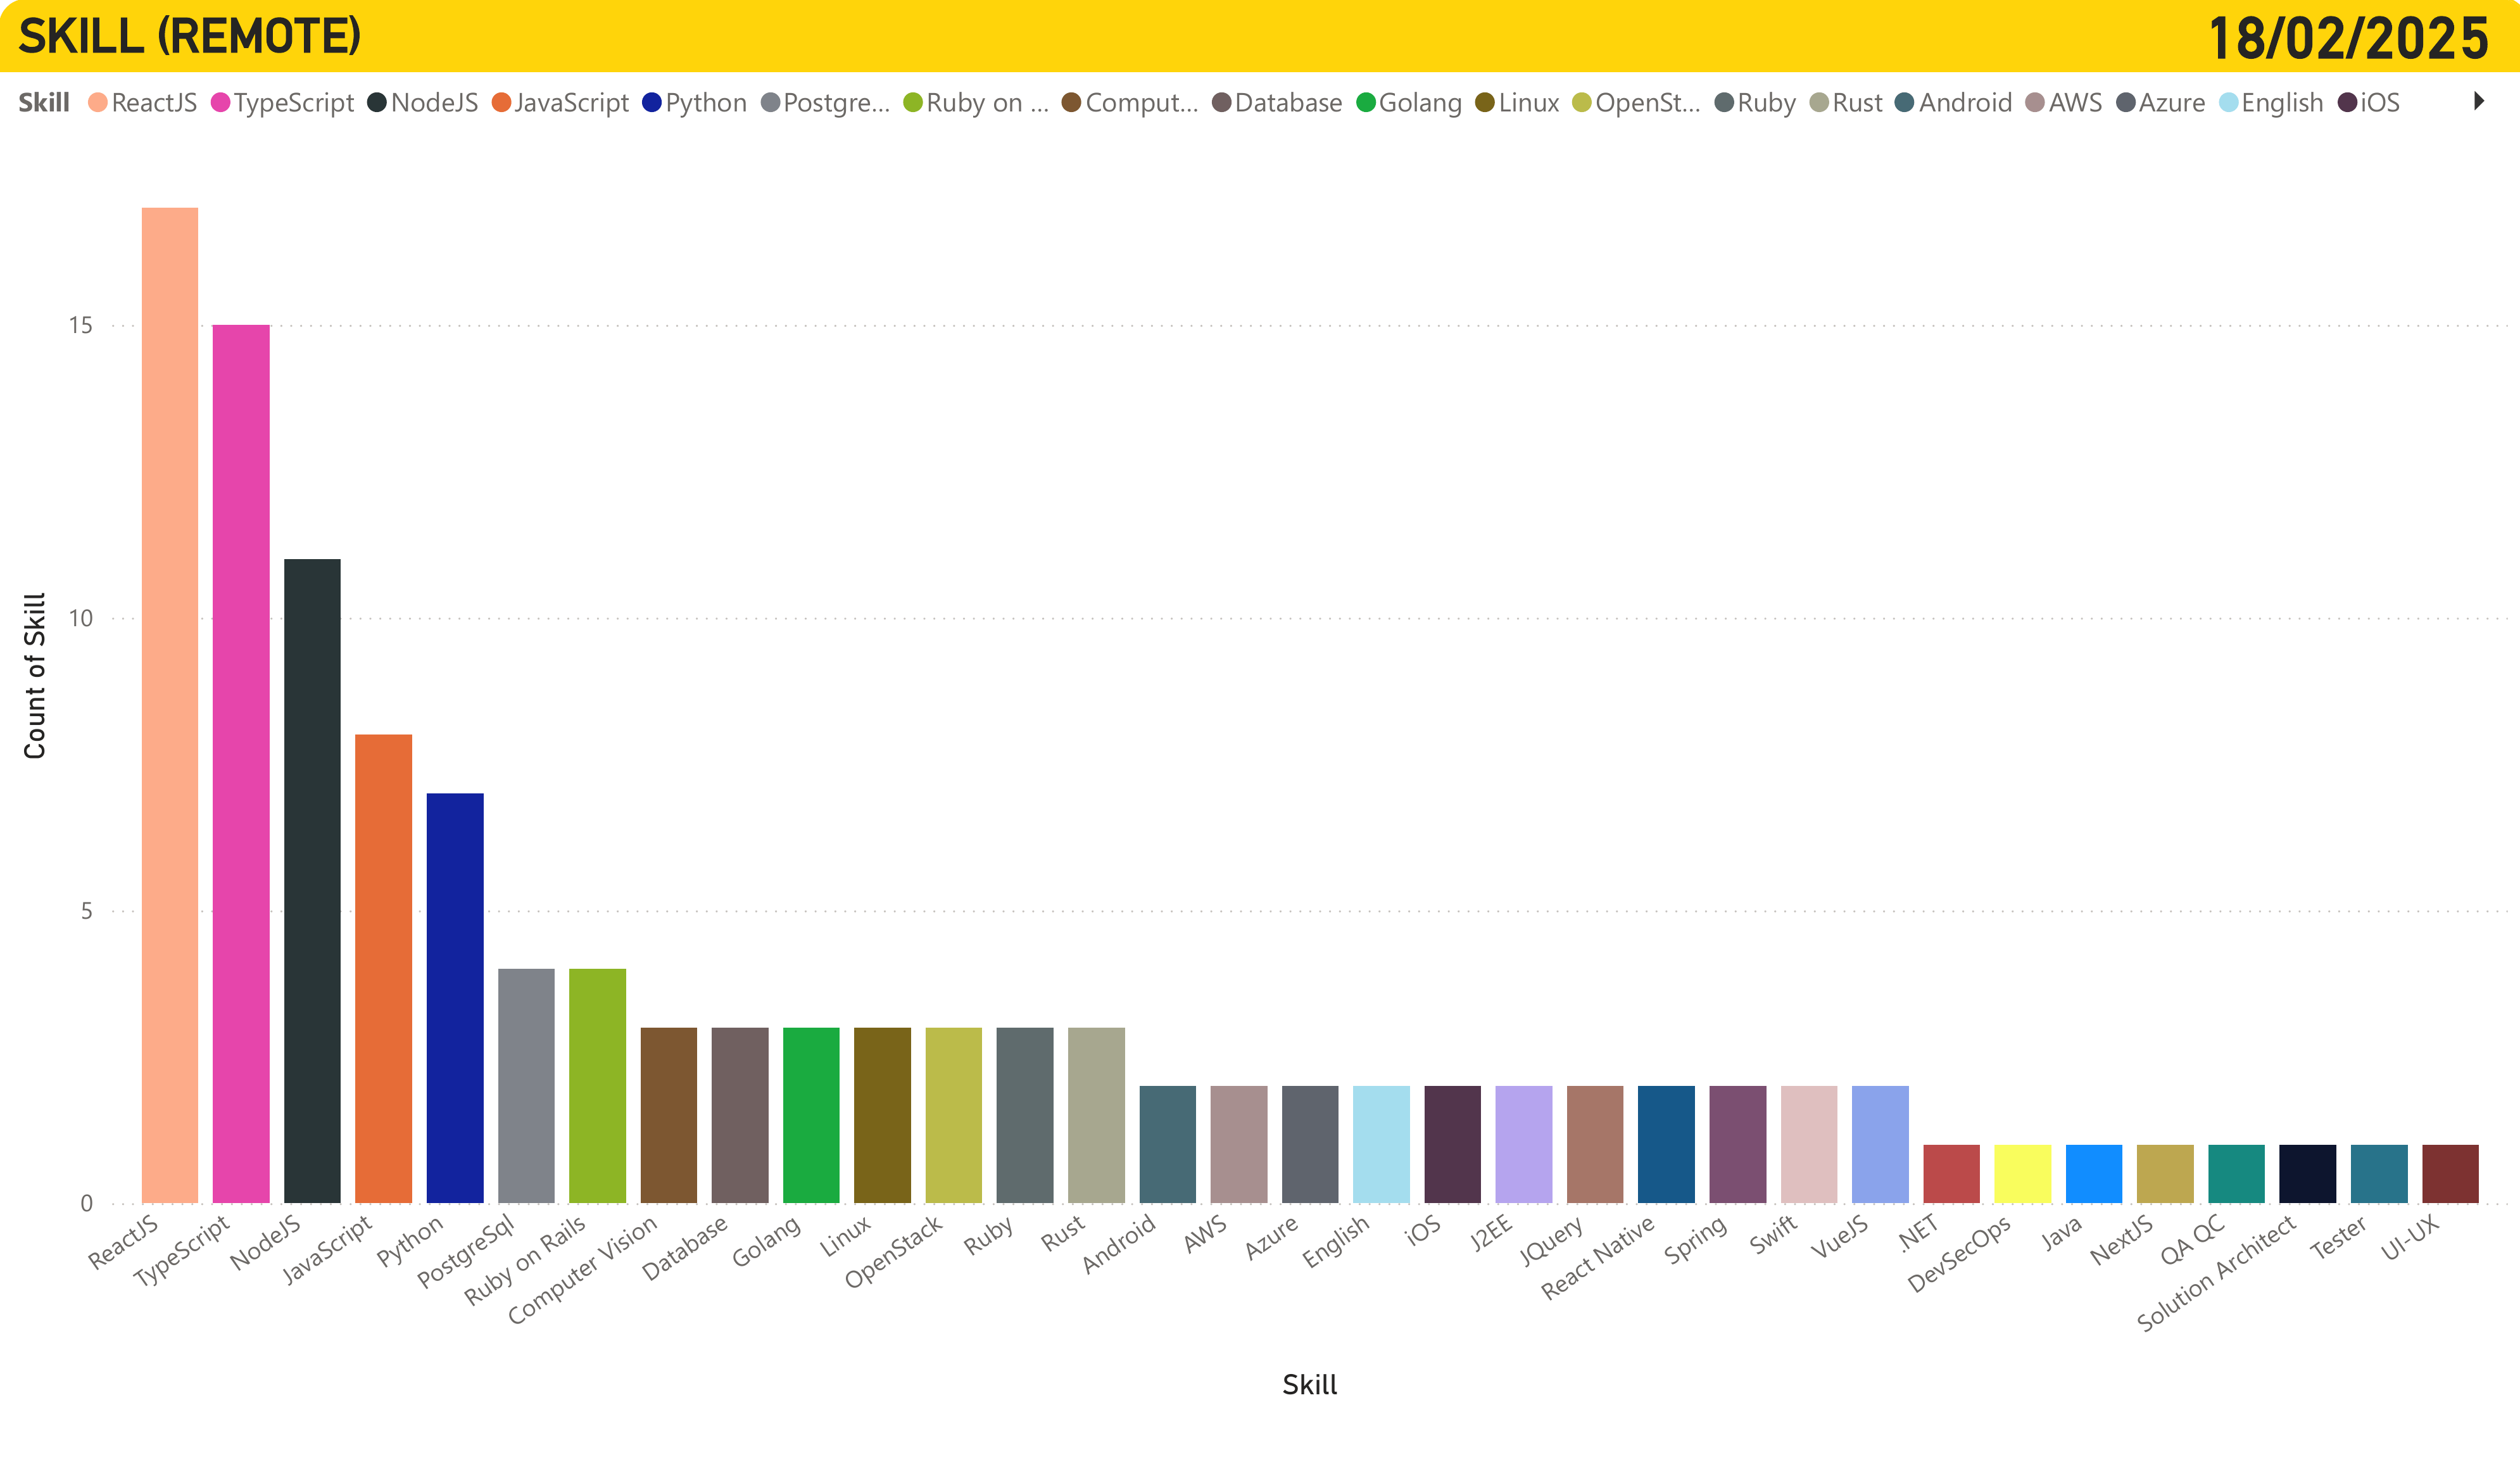 SKILL (REMOTE) 18/02/2025
Skill ReactJS TypeScript NodeJS JavaScript Python Postgre... Ruby on ... Comput... Database Golang Linux OpenSt... Ruby Rust Android AWS Azure English iOS
15
10
5
0
Count of Skill
ReactJS
TypeScript
NodeJS
JavaScript
Python
PostgreSql
Ruby on Rails
Computer Vision
Database
Golang
Linux
OpenStack
Ruby
Rust
Android
AWS
Azure
English
iOS
J2EE
JQuery
React Native
Spring
Swift
VueJS
.NET
DevSecOps
Java
NextJS
QA QC
Solution Architect
Tester
UI-UX
Skill